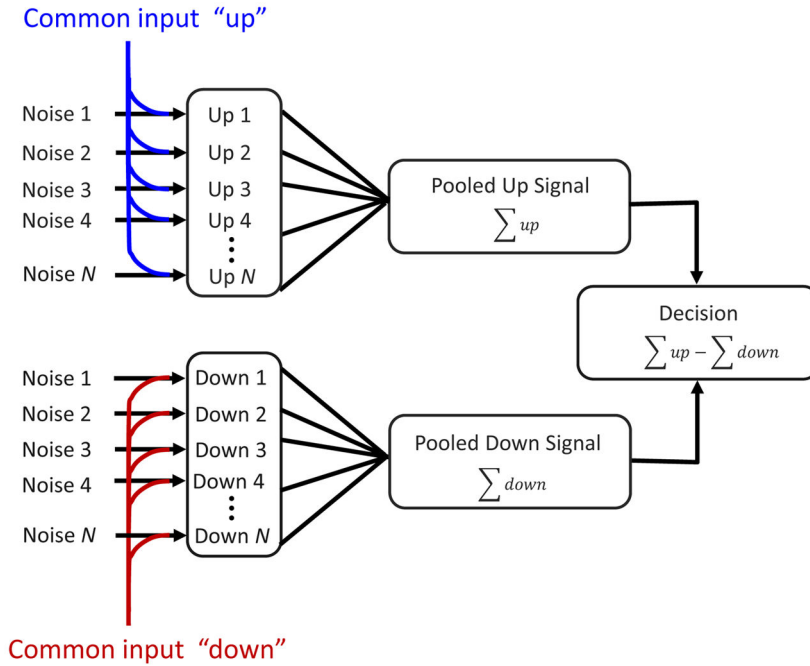 Common input “up”
Noise 1
Up 1
Noise 2
Up 2
Noise 3
Up 3
Noise 4
Up 4
Noise N
Up N
Pooled Up Signal
∑ up
Decision
∑ up − ∑ down
Noise 1
Down 1
Noise 2
Down 2
Noise 3
Down 3
Noise 4
Down 4
Noise N
Down N
Pooled Down Signal
∑ down
Common input “down”